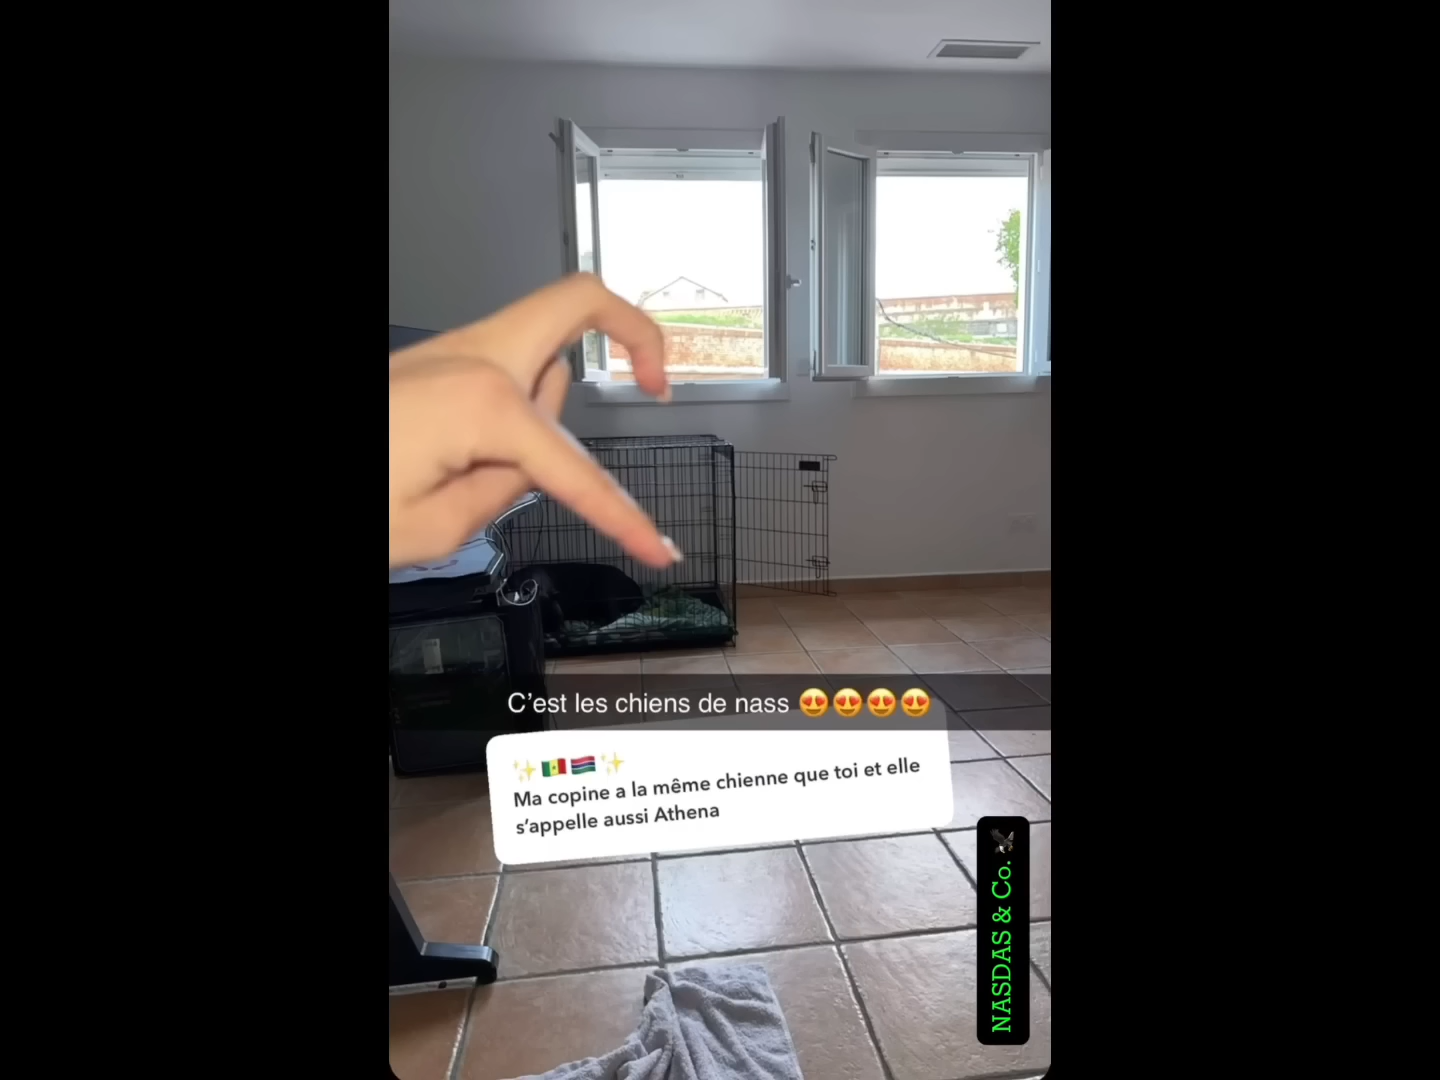 C’est les chiens de nass 😍😍😍😍
✨🇸🇳🇬🇲✨
Ma copine a la même chienne que toi et elle
s’appelle aussi Athena
NASDAS & Co. 🦅